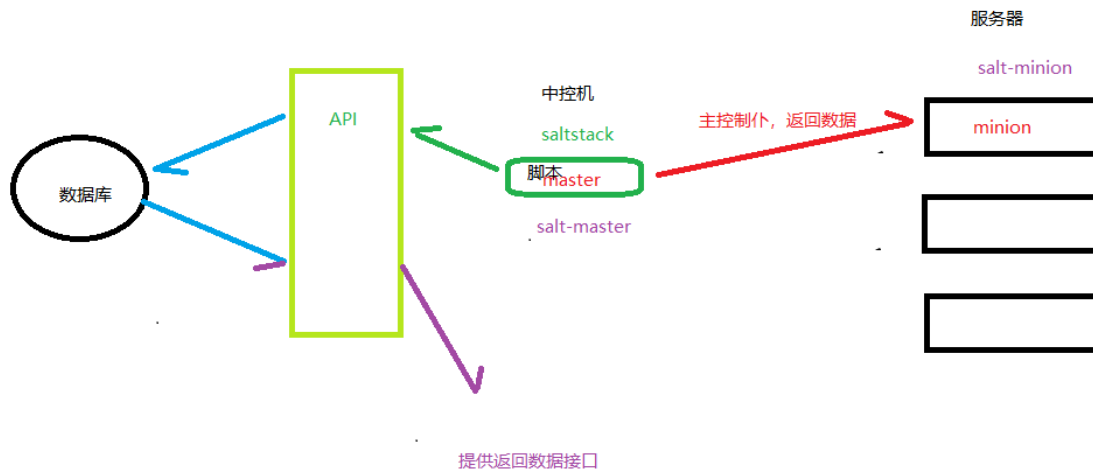 服务器
salt-minion
中控机
API
saltstack
主控制仆，返回数据
minion
脚本
master
数据库
salt-master
提供返回数据接口